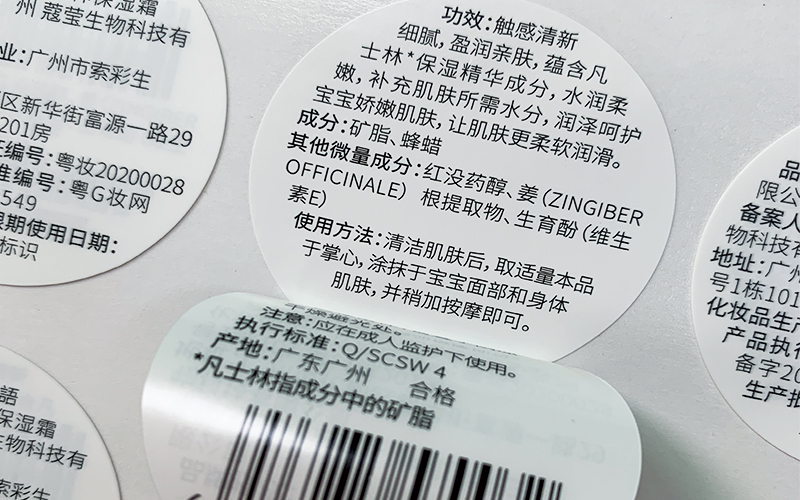 保湿霜
州 蔻莹生物科技有
业:广州市索彩生
区新华街富源一路29
201房
证编号:粤妆20200028
准编号:粤G妆网
549
限期使用日期:
标识
功效:触感清新
细腻,盈润亲肤,蕴含凡
士林*保湿精华成分,水润柔
嫩,补充肌肤所需水分,润泽呵护
宝宝娇嫩肌肤,让肌肤更柔软润滑。
成分:矿脂、蜂蜡
其他微量成分:红没药醇、姜(ZINGIBER
OFFICINALE) 根提取物、生育酚(维生
素E)
使用方法:清洁肌肤后,取适量本品
于掌心,涂抹于宝宝面部和身体
肌肤,并稍加按摩即可。
干燥避光处。
注意:应在成人监护下使用。
执行标准:Q/SCSW 4
产地:广东广州 合格
*凡士林指成分中的矿脂
品
限公
备案人
物科技有
地址:广州
号1栋101
化妆品生产
产品执行
备字20
生产批
語
保湿霜
生物科技有
索彩生